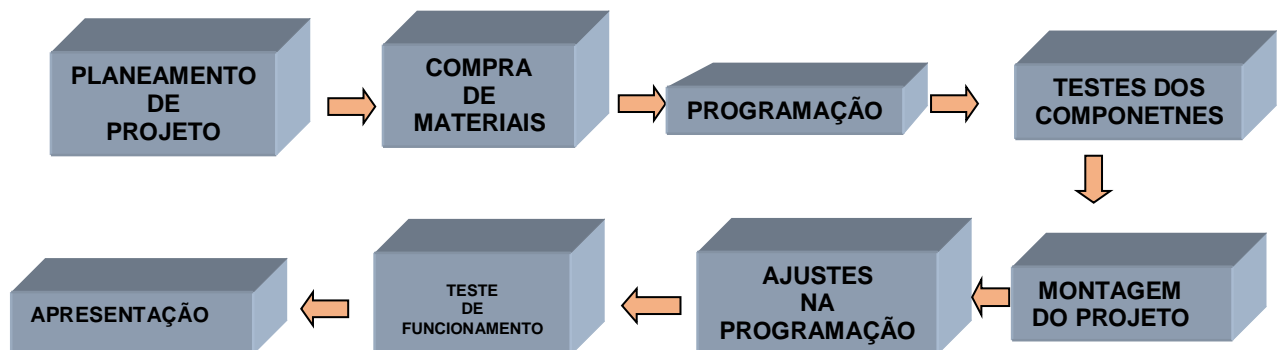 PLANEAMENTO
DE
PROJETO
COMPRA
DE
MATERIAIS
PROGRAMAÇÃO
TESTES DOS
COMPONETNES
MONTAGEM
DO PROJETO
AJUSTES
NA
PROGRAMAÇÃO
TESTE
DE
FUNCIONAMENTO
APRESENTAÇÃO